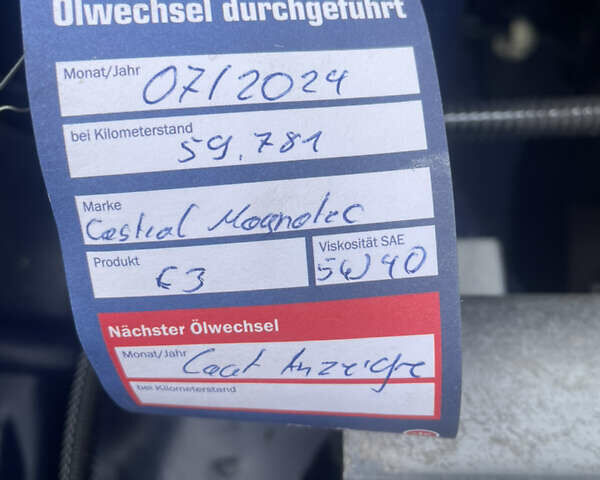 Ölwechsel durchgeführt
Monat/Jahr 07/2024
bei Kilometerstand 59.781
Marke Castrol Magnatec
Produkt C3
Viskosität SAE 5W40
Nächster Ölwechsel
Monat/Jahr Laut Anzeige
bei Kilometerstand